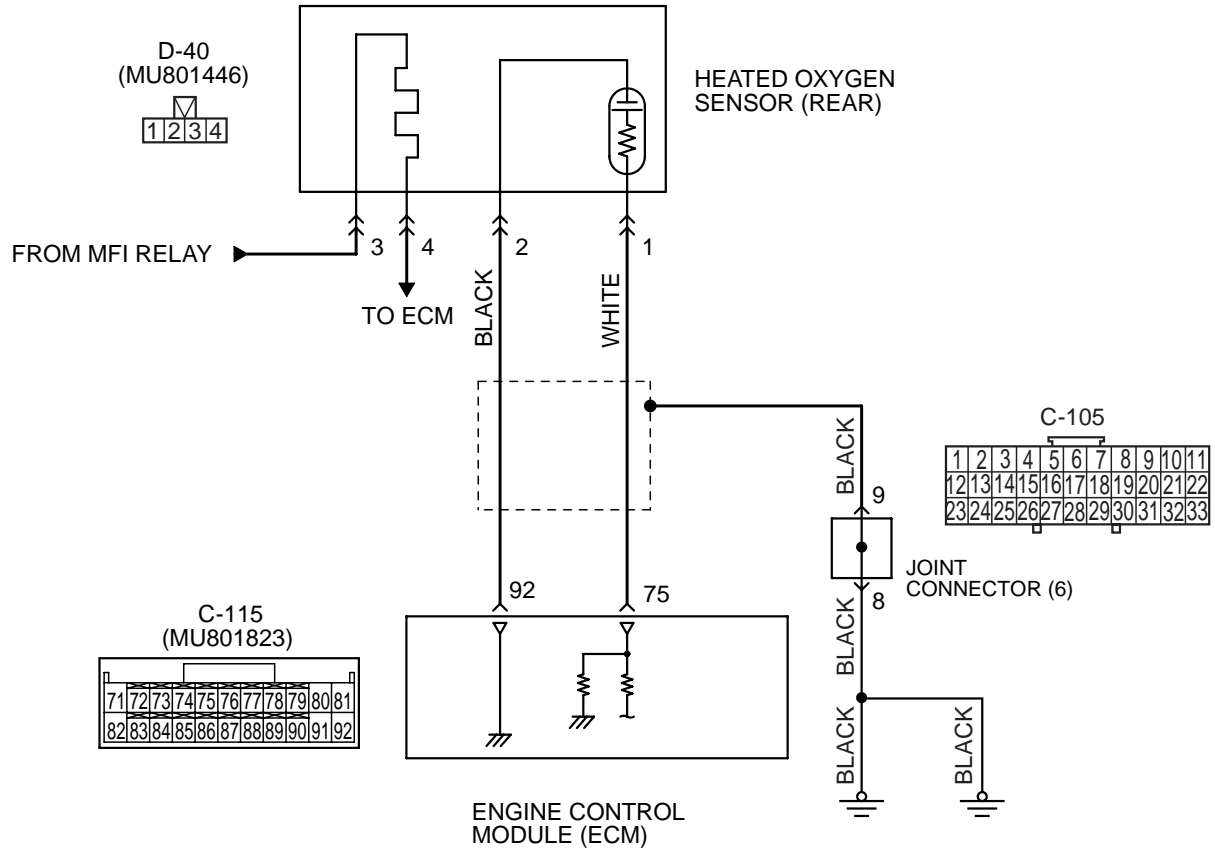 D-40
(MU801446)
1 2 3 4
HEATED OXYGEN
SENSOR (REAR)
FROM MFI RELAY
3
4
2
1
TO ECM
BLACK
WHITE
C-105
1 2 3 4 5 6 7 8 9 10 11
12 13 14 15 16 17 18 19 20 21 22
23 24 25 26 27 28 29 30 31 32 33
BLACK
9
JOINT
CONNECTOR (6)
8
92
75
C-115
(MU801823)
71 72 73 74 75 76 77 78 79 80 81
82 83 84 85 86 87 88 89 90 91 92
BLACK
BLACK
BLACK
ENGINE CONTROL
MODULE (ECM)